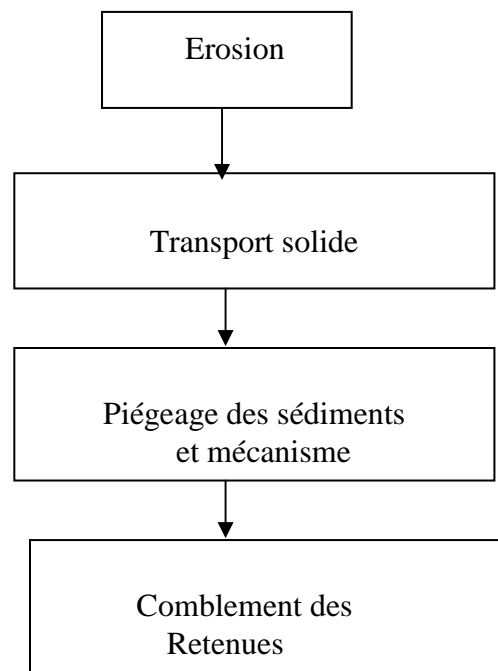 Erosion
Transport solide
Piégeage des sédiments
et mécanisme
Comblement des
Retenues